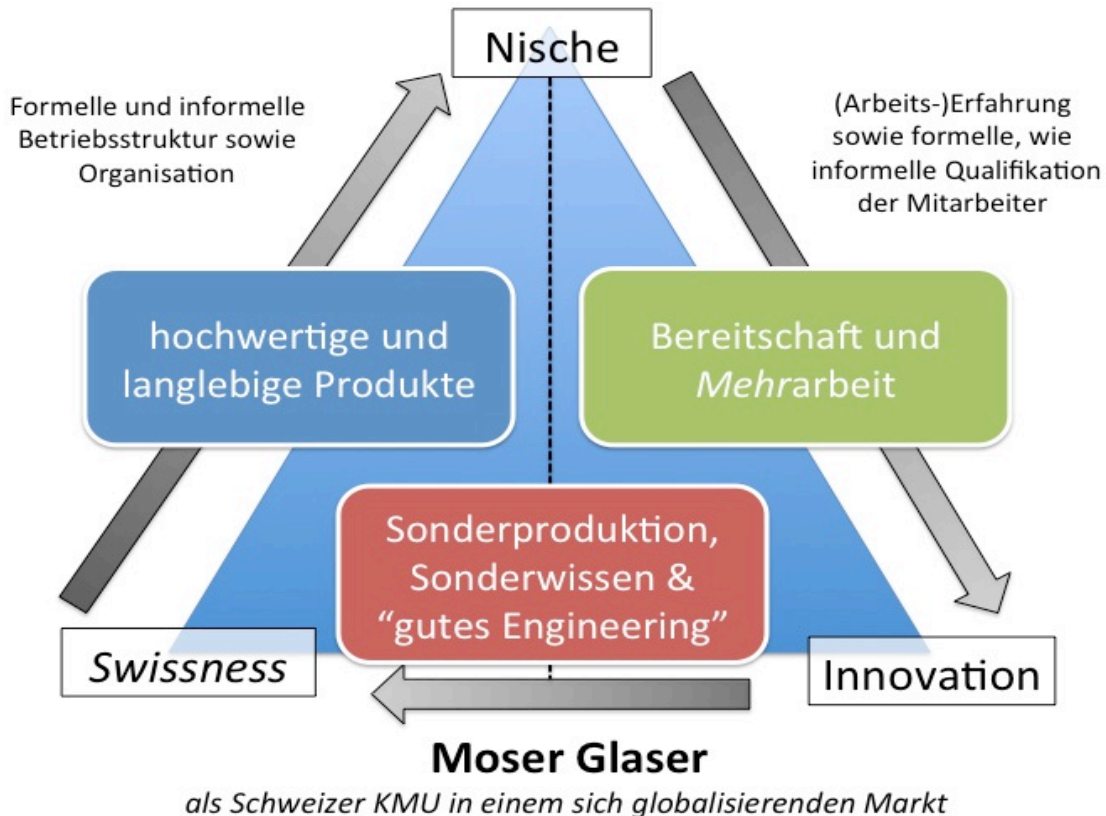 Nische
Formelle und informelle
Betriebsstruktur sowie
Organisation
(Arbeits-)Erfahrung
sowie formelle, wie
informelle Qualifikation
der Mitarbeiter
hochwertige und
langlebige Produkte
Bereitschaft und
Mehrarbeit
Sonderproduktion,
Sonderwissen &
“gutes Engineering”
Swissness
Innovation
Moser Glaser
als Schweizer KMU in einem sich globalisierenden Markt